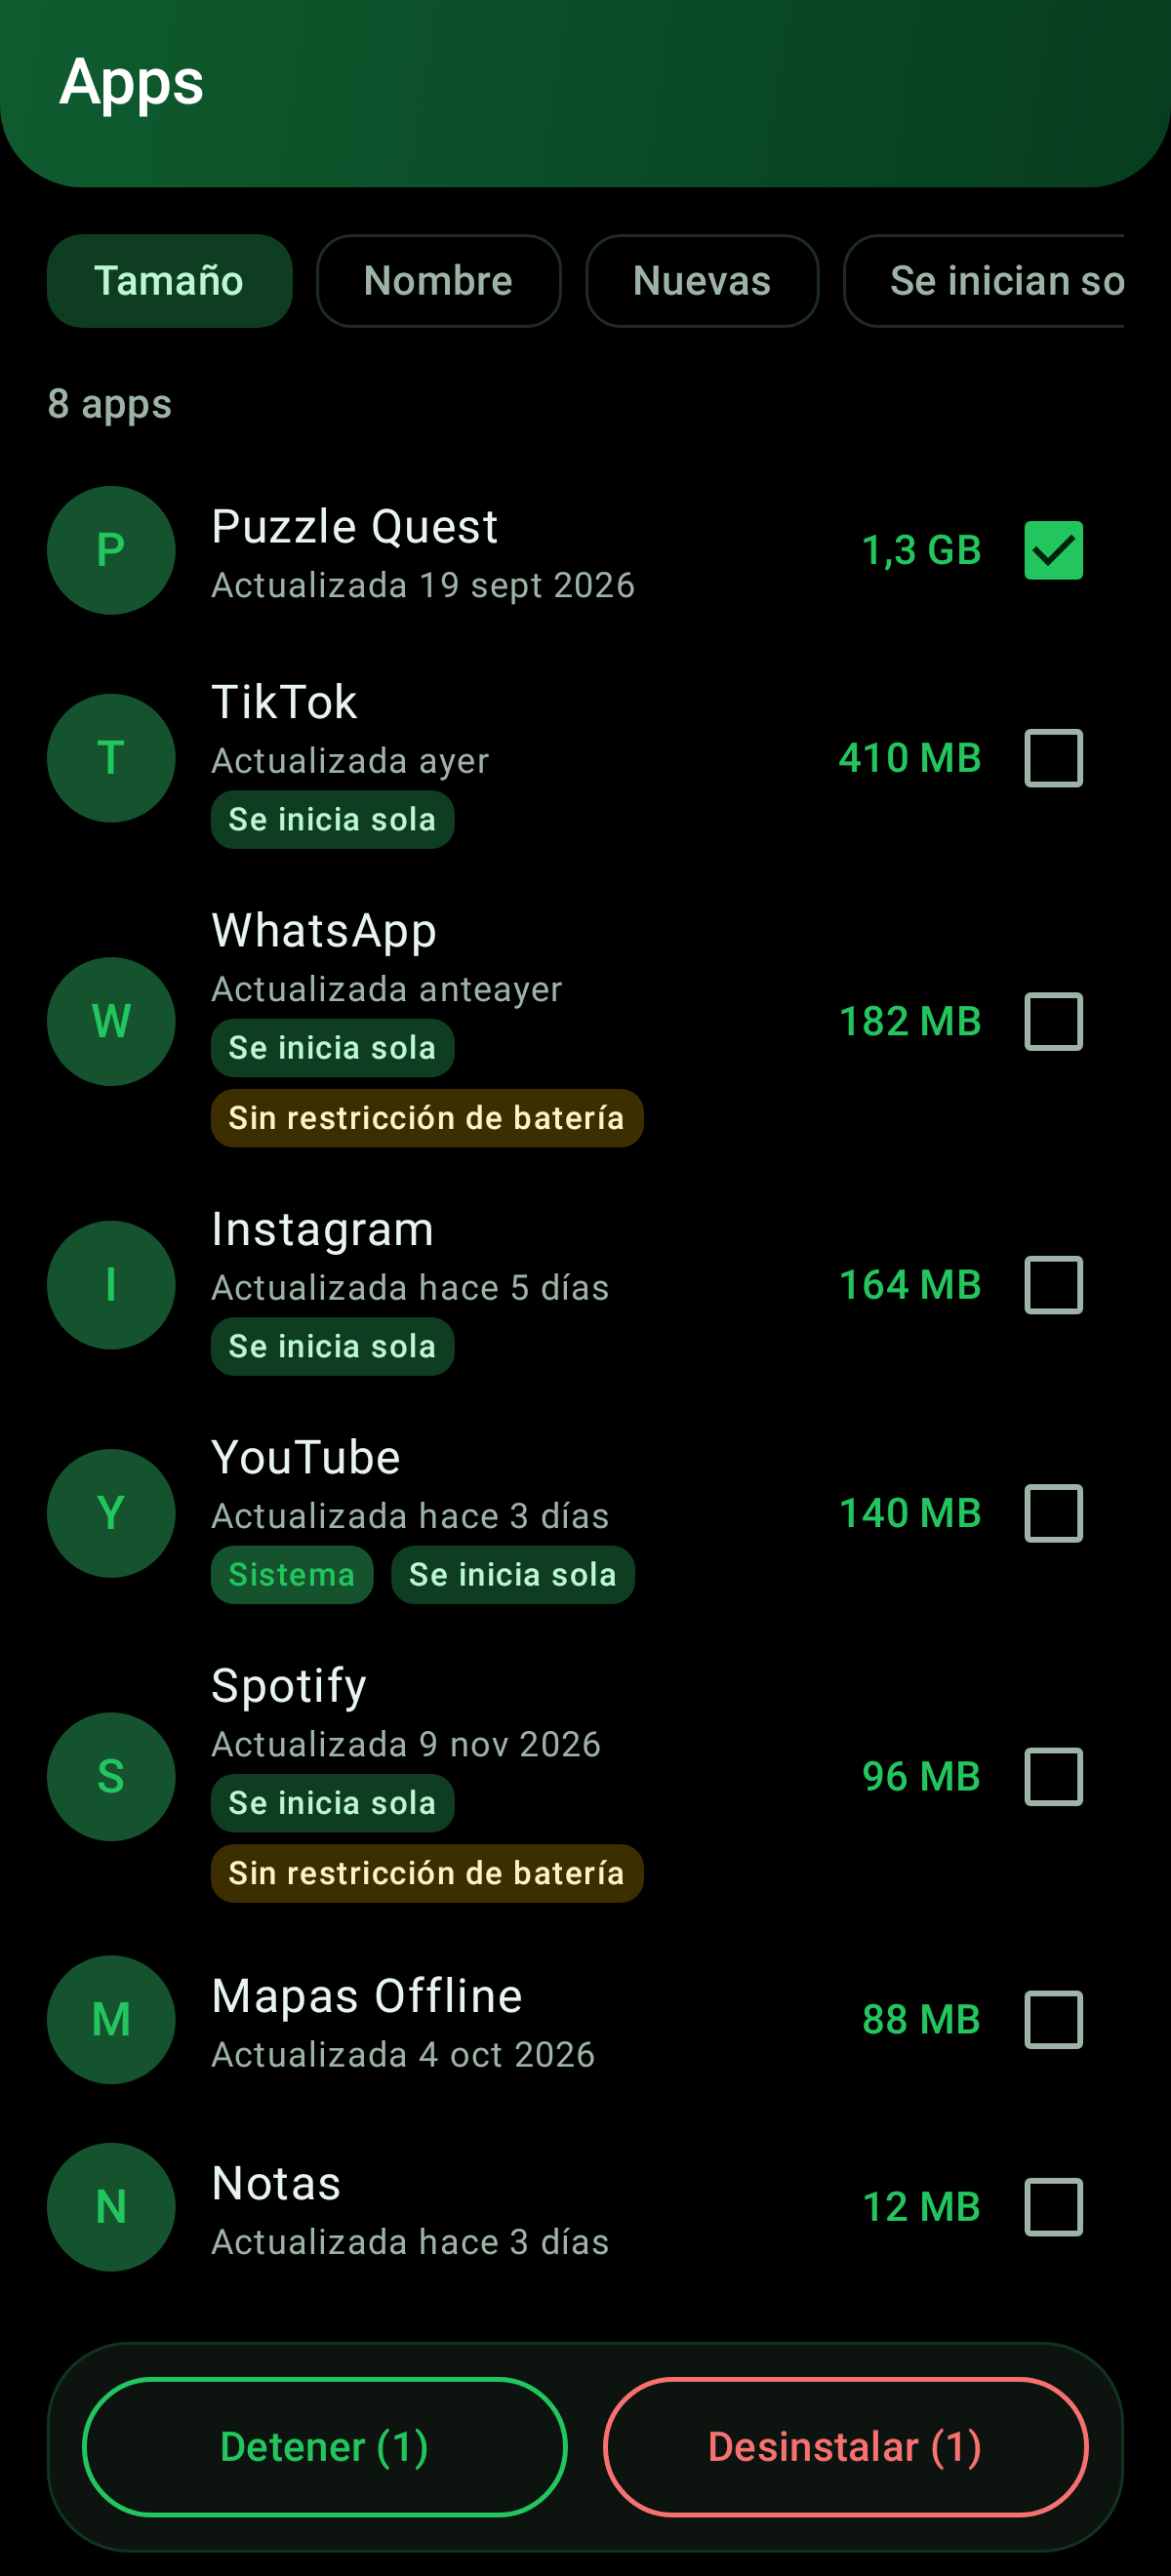 Apps
Tamaño Nombre Nuevas Se inician so
8 apps
P
Puzzle Quest
Actualizada 19 sept 2026
1,3 GB
T
TikTok
Actualizada ayer
Se inicia sola
410 MB
W
WhatsApp
Actualizada anteayer
Se inicia sola
Sin restricción de batería
182 MB
I
Instagram
Actualizada hace 5 días
Se inicia sola
164 MB
Y
YouTube
Actualizada hace 3 días
Sistema Se inicia sola
140 MB
S
Spotify
Actualizada 9 nov 2026
Se inicia sola
Sin restricción de batería
96 MB
M
Mapas Offline
Actualizada 4 oct 2026
88 MB
N
Notas
Actualizada hace 3 días
12 MB
Detener (1) Desinstalar (1)